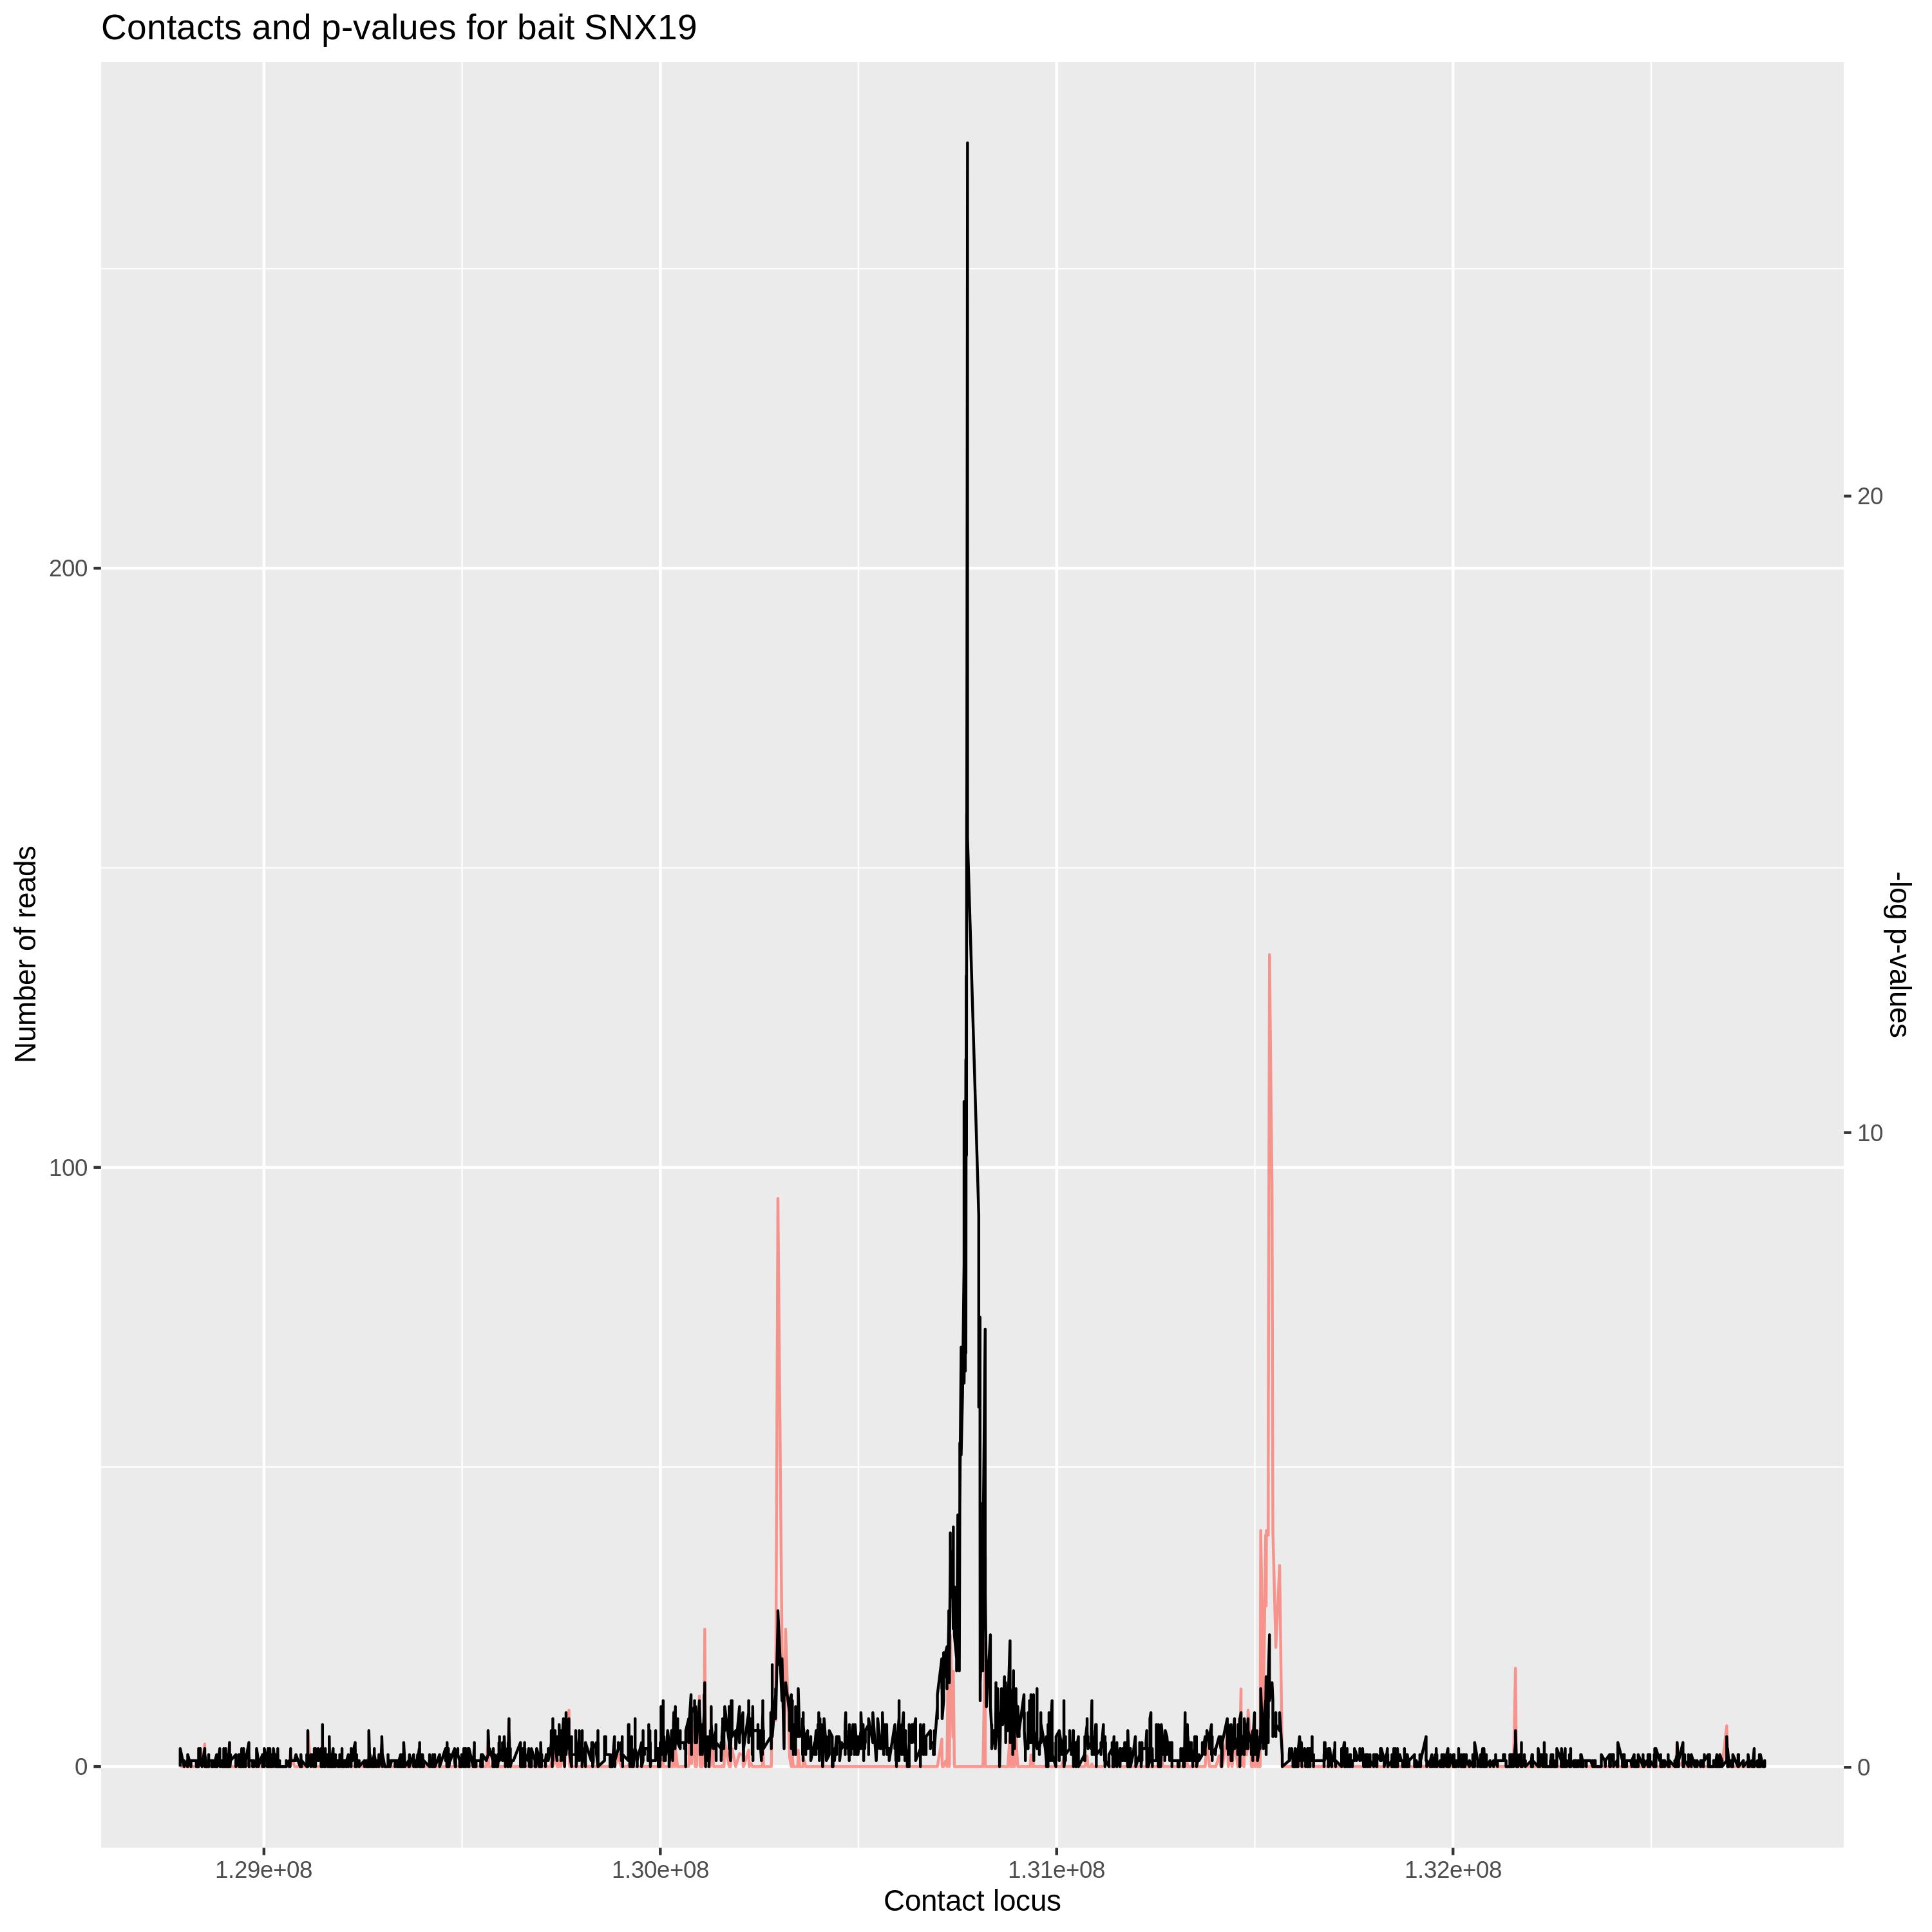 Contacts and p-values for bait SNX19
Number of reads
200
100
0
20
10
0
-log p-values
1.29e+08
1.30e+08
1.31e+08
1.32e+08
Contact locus